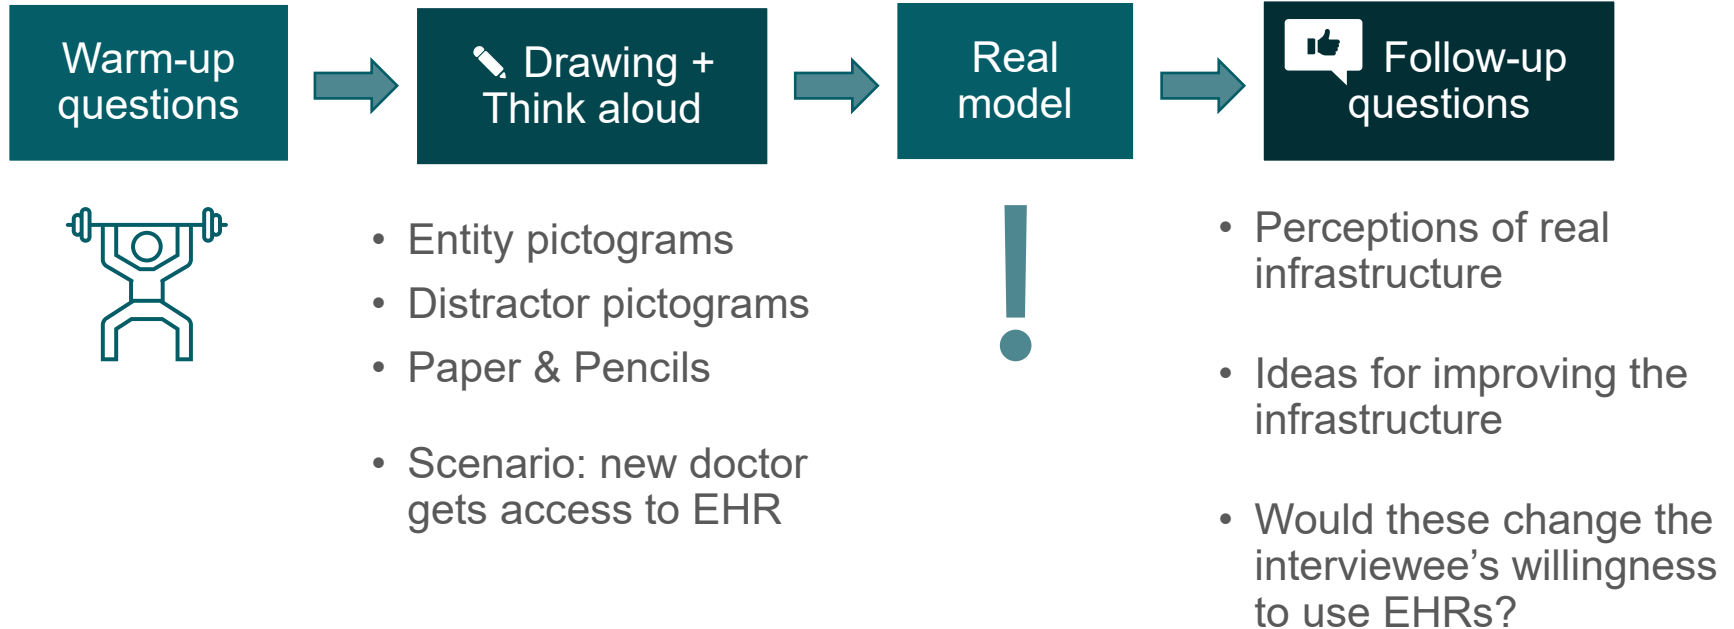 Warm-up
questions
Drawing +
Think aloud
Real
model
Follow-up
questions
• Entity pictograms
• Distractor pictograms
• Paper & Pencils
• Scenario: new doctor
gets access to EHR
• Perceptions of real
infrastructure
• Ideas for improving the
infrastructure
• Would these change the
interviewee’s willingness
to use EHRs?